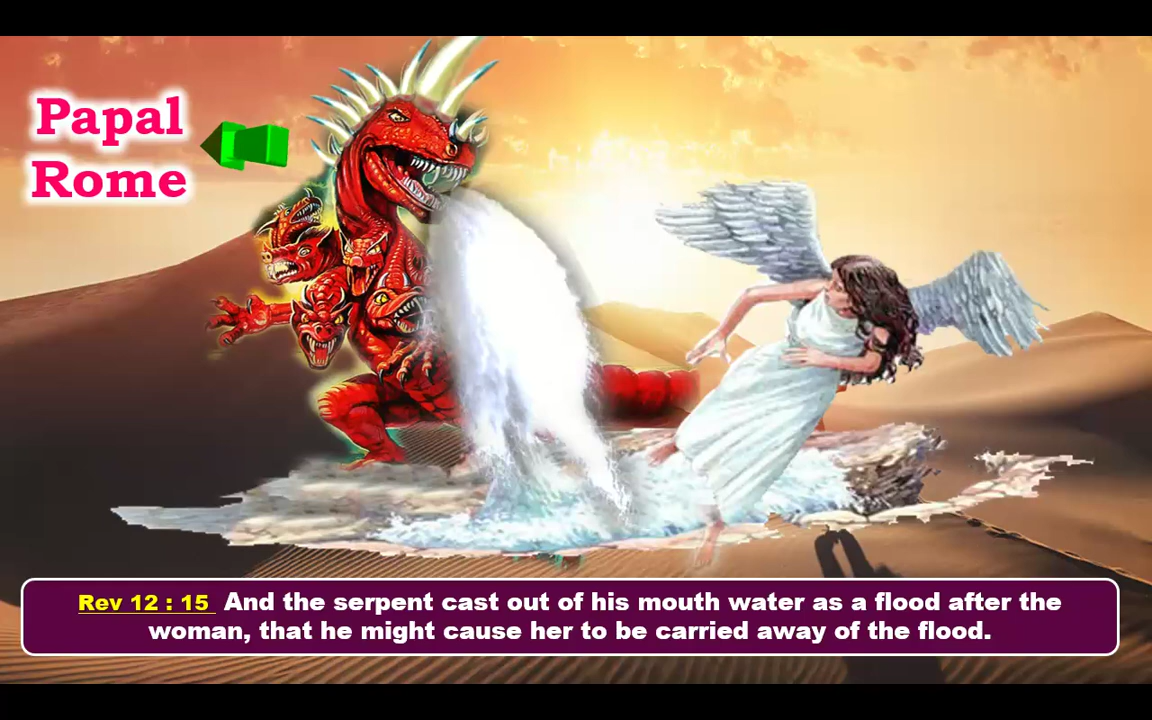 Papal
Rome
Rev 12 : 15 And the serpent cast out of his mouth water as a flood after the
woman, that he might cause her to be carried away of the flood.